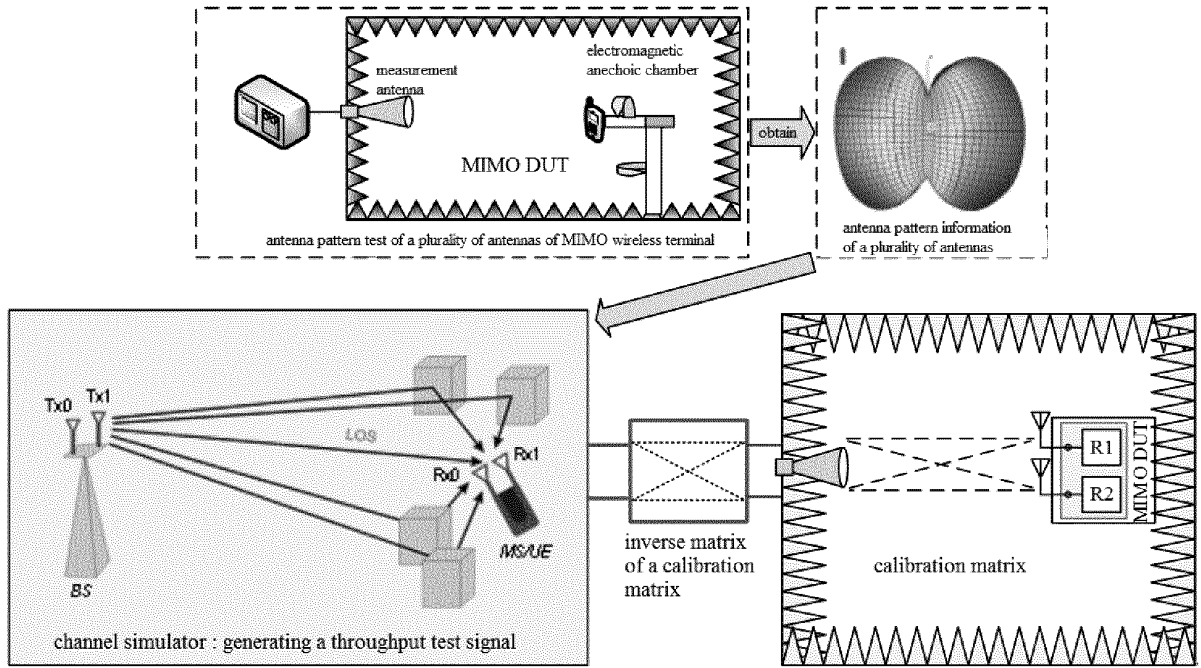 measurement
antenna
electromagnetic
anechoic chamber
MIMO DUT
antenna pattern test of a plurality of antennas of MIMO wireless terminal
obtain
antenna pattern information
of a plurality of antennas
Tx0
Tx1
LOS
Rx0
Rx1
MS/UE
BS
channel simulator : generating a throughput test signal
inverse matrix
of a calibration
matrix
R1
R2
MIMO DUT
calibration matrix